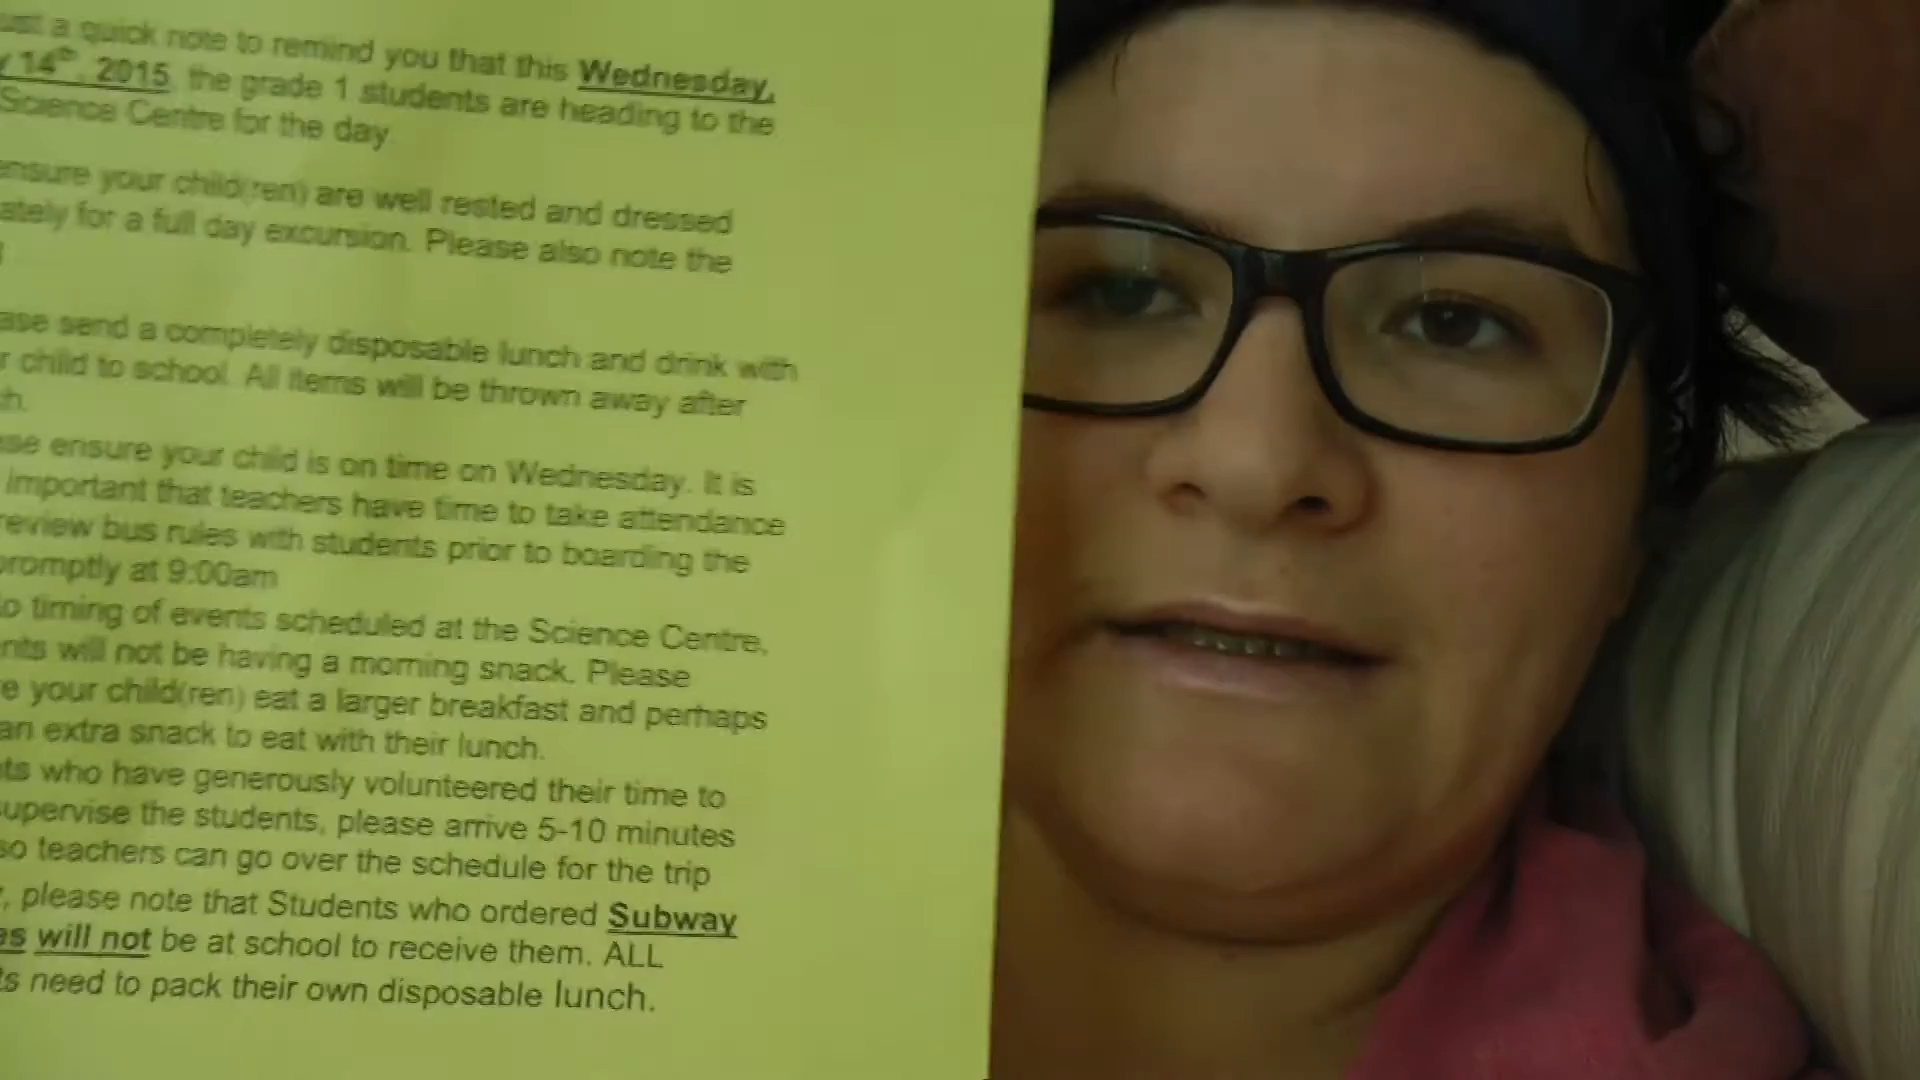 a quick note to remind you that this Wednesday,
14th, 2015, the grade 1 students are heading to the
Science Centre for the day.
ensure your child(ren) are well rested and dressed
for a full day excursion. Please also note the
send a completely disposable lunch and drink with
child to school. All items will be thrown away after
ensure your child is on time on Wednesday. It is
important that teachers have time to take attendance
review bus rules with students prior to boarding the
promptly at 9:00am
timing of events scheduled at the Science Centre,
will not be having a morning snack. Please
your child(ren) eat a larger breakfast and perhaps
an extra snack to eat with their lunch.
who have generously volunteered their time to
supervise the students, please arrive 5-10 minutes
so teachers can go over the schedule for the trip
please note that Students who ordered Subway
will not be at school to receive them. ALL
need to pack their own disposable lunch.